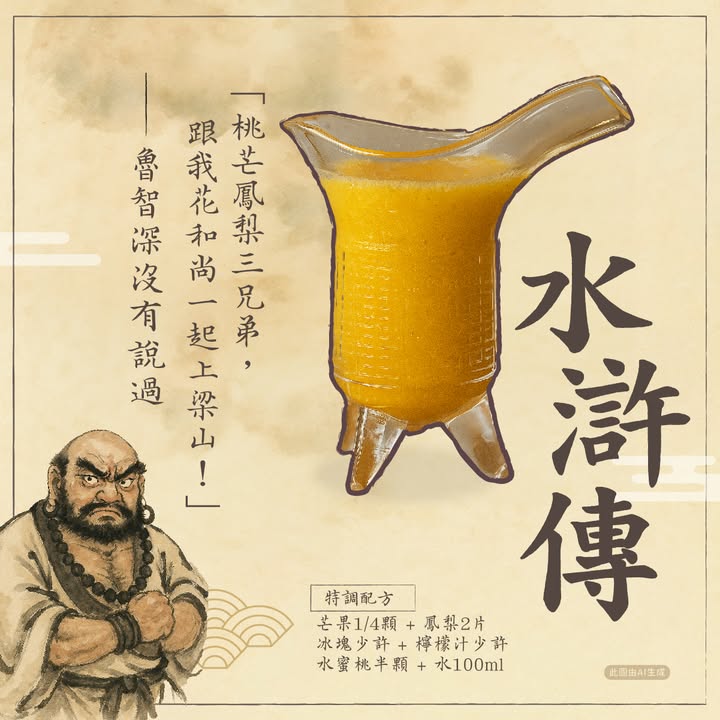 水滸傳
「桃芒鳳梨三兄弟，
跟我花和尚一起上梁山！」
——魯智深沒有說過
特調配方
芒果1/4顆 + 鳳梨2片
冰塊少許 + 檸檬汁少許
水蜜桃半顆 + 水100ml
此圖由AI生成